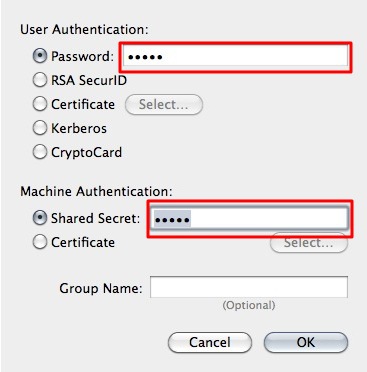 User Authentication:
Password: •••••
RSA SecurID
Certificate Select...
Kerberos
CryptoCard
Machine Authentication:
Shared Secret: •••••
Certificate Select...
Group Name:
(Optional)
Cancel OK